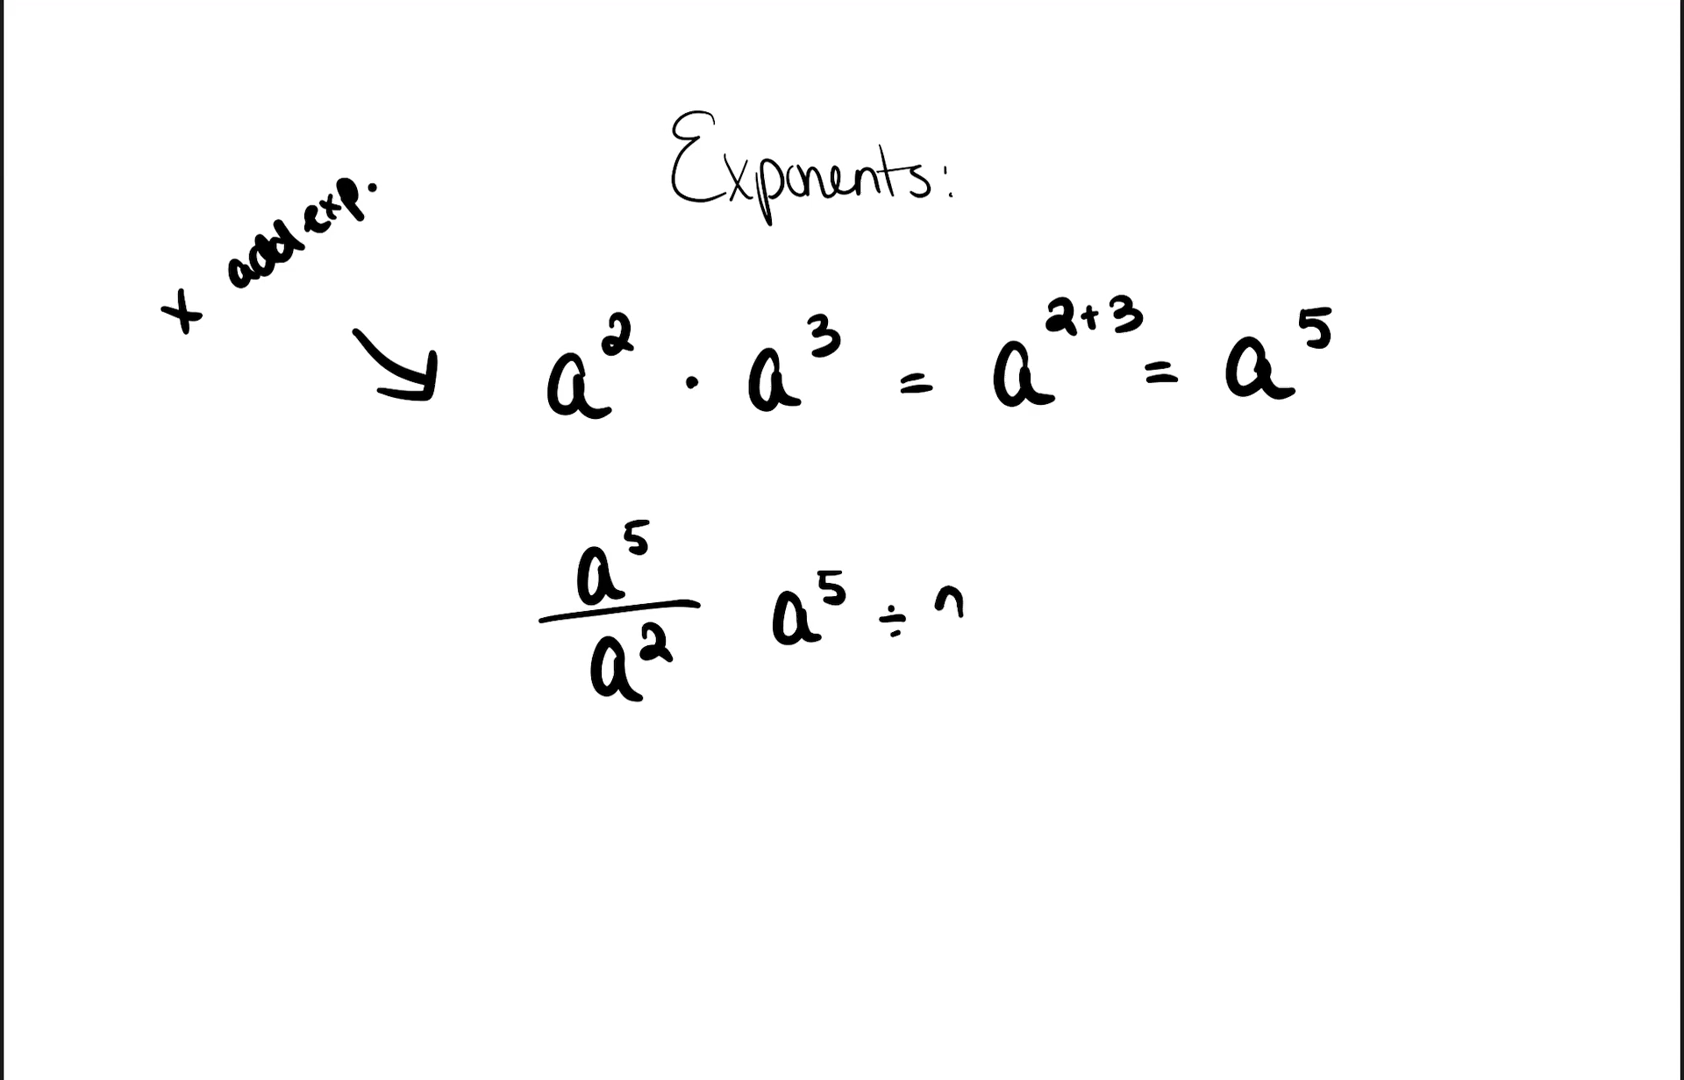 Exponents:
x add exp.
a² · a³ = a²⁺³ = a⁵
a⁵
a²
a⁵ ÷